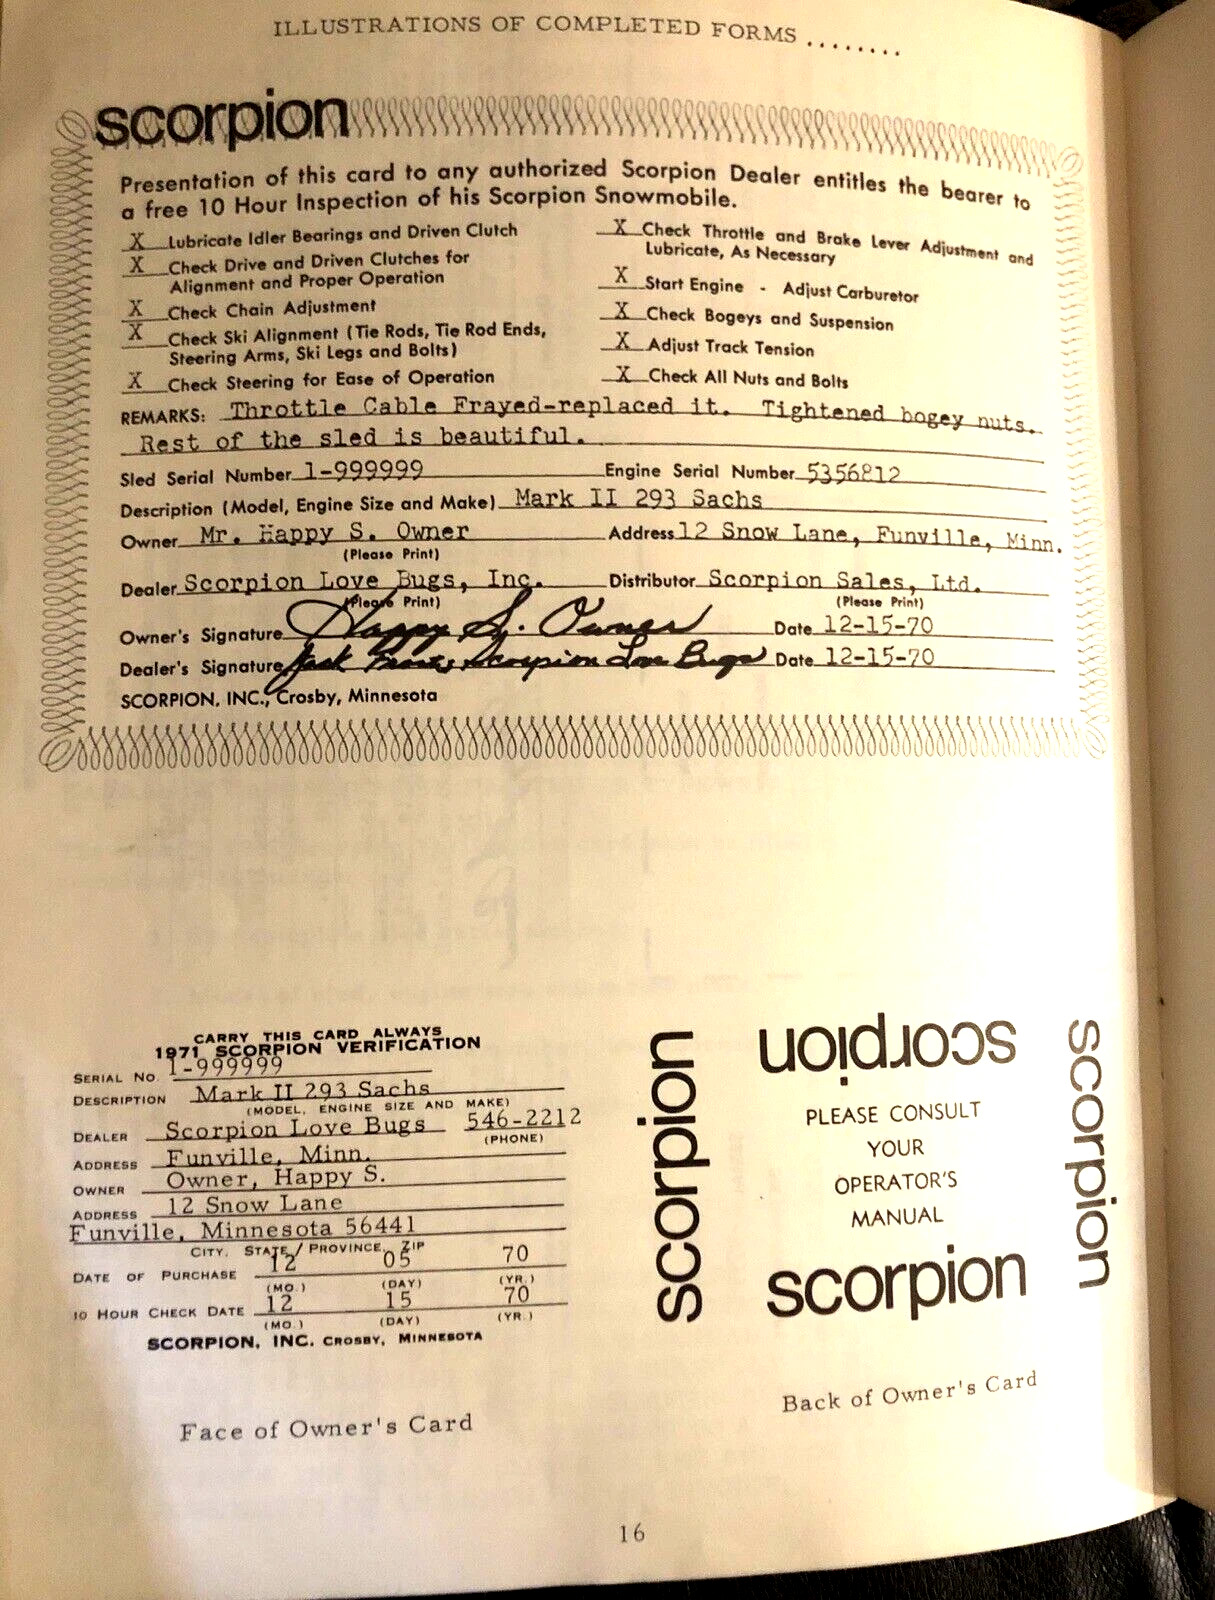 ILLUSTRATIONS OF COMPLETED FORMS ........
scorpion
Presentation of this card to any authorized Scorpion Dealer entitles the bearer to
a free 10 Hour Inspection of his Scorpion Snowmobile.
X Lubricate Idler Bearings and Driven Clutch
X Check Drive and Driven Clutches for
Alignment and Proper Operation
X Check Chain Adjustment
X Check Ski Alignment (Tie Rods, Tie Rod Ends,
Steering Arms, Ski Legs and Bolts)
X Check Steering for Ease of Operation
X Check Throttle and Brake Lever Adjustment and
Lubricate, As Necessary
X Start Engine - Adjust Carburetor
X Check Bogeys and Suspension
X Adjust Track Tension
X Check All Nuts and Bolts
REMARKS: Throttle Cable Frayed-replaced it. Tightened bogey nuts.
Rest of the sled is beautiful.
Sled Serial Number 1-999999 Engine Serial Number 5356812
Description (Model, Engine Size and Make) Mark II 293 Sachs
Owner Mr. Happy S. Owner Address 12 Snow Lane, Funville, Minn.
(Please Print)
Dealer Scorpion Love Bugs, Inc. Distributor Scorpion Sales, Ltd.
(Please Print) (Please Print)
Owner's Signature Happy S. Owner Date 12-15-70
Dealer's Signature Jack Frost, Scorpion Love Bugs Date 12-15-70
SCORPION, INC., Crosby, Minnesota
CARRY THIS CARD ALWAYS
1971 SCORPION VERIFICATION
SERIAL NO. 1-999999
DESCRIPTION Mark II 293 Sachs
(MODEL, ENGINE SIZE AND MAKE)
DEALER Scorpion Love Bugs 546-2212
(PHONE)
ADDRESS Funville, Minn.
OWNER Owner, Happy S.
ADDRESS 12 Snow Lane
Funville, Minnesota 56441
CITY, STATE/PROVINCE, ZIP
DATE OF PURCHASE 12 05 70
(MO.) (DAY) (YR.)
10 HOUR CHECK DATE 12 15 70
(MO.) (DAY) (YR.)
SCORPION, INC. CROSBY, MINNESOTA
Face of Owner's Card
scorpion
scorpion
PLEASE CONSULT
YOUR
OPERATOR'S
MANUAL
scorpion
scorpion
Back of Owner's Card
16